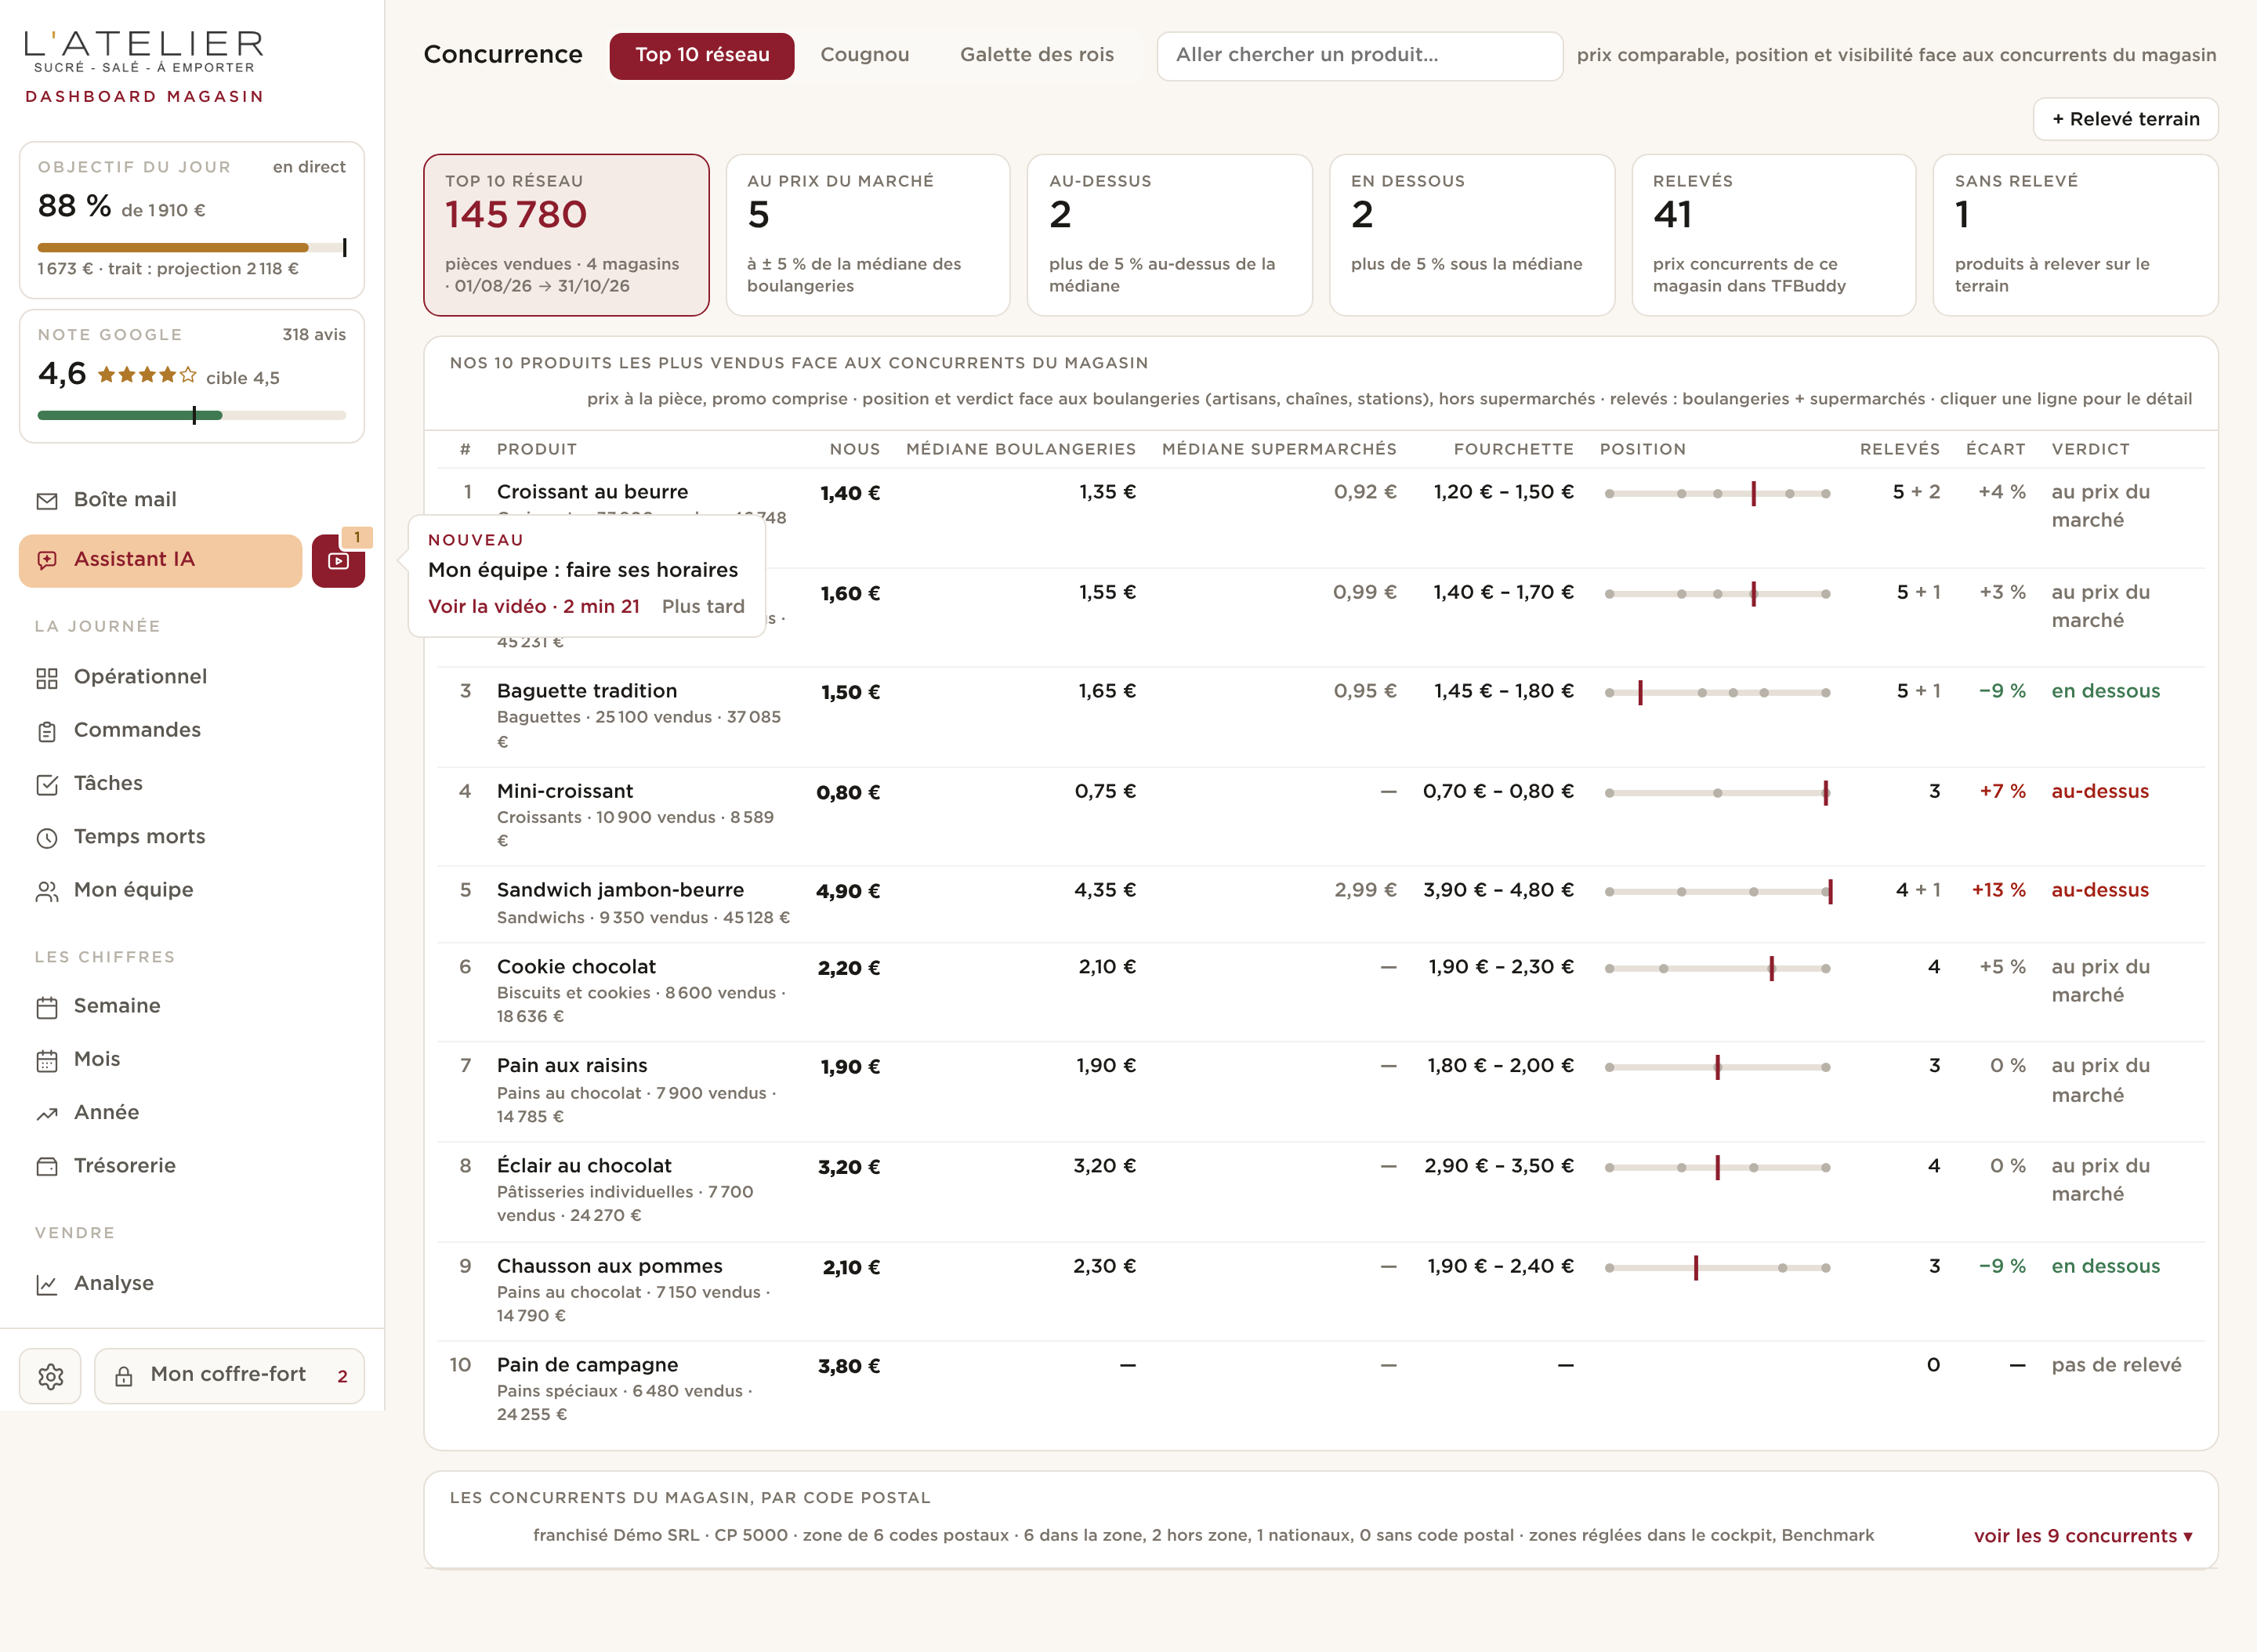 L'ATELIER
SUCRÉ - SALÉ - À EMPORTER
DASHBOARD MAGASIN
OBJECTIF DU JOUR en direct
88 % de 1 910 €
1 673 € · trait : projection 2 118 €
NOTE GOOGLE 318 avis
4,6 ★★★★☆ cible 4,5
Boîte mail
Assistant IA 1
LA JOURNÉE
Opérationnel
Commandes
Tâches
Temps morts
Mon équipe
LES CHIFFRES
Semaine
Mois
Année
Trésorerie
VENDRE
Analyse
Mon coffre-fort 2
Concurrence Top 10 réseau Cougnou Galette des rois Aller chercher un produit... prix comparable, position et visibilité face aux concurrents du magasin
+ Relevé terrain
TOP 10 RÉSEAU
145 780
pièces vendues · 4 magasins
· 01/08/26 → 31/10/26
AU PRIX DU MARCHÉ
5
à ± 5 % de la médiane des
boulangeries
AU-DESSUS
2
plus de 5 % au-dessus de la
médiane
EN DESSOUS
2
plus de 5 % sous la médiane
RELEVÉS
41
prix concurrents de ce
magasin dans TFBuddy
SANS RELEVÉ
1
produits à relever sur le
terrain
NOS 10 PRODUITS LES PLUS VENDUS FACE AUX CONCURRENTS DU MAGASIN
prix à la pièce, promo comprise · position et verdict face aux boulangeries (artisans, chaînes, stations), hors supermarchés · relevés : boulangeries + supermarchés · cliquer une ligne pour le détail
# PRODUIT NOUS MÉDIANE BOULANGERIES MÉDIANE SUPERMARCHÉS FOURCHETTE POSITION RELEVÉS ÉCART VERDICT
1 Croissant au beurre 1,40 € 1,35 € 0,92 € 1,20 € – 1,50 € 5 + 2 +4 % au prix du
marché
NOUVEAU
Mon équipe : faire ses horaires
Voir la vidéo · 2 min 21 Plus tard
1,60 € 1,55 € 0,99 € 1,40 € – 1,70 € 5 + 1 +3 % au prix du
marché
45 231 €
3 Baguette tradition 1,50 € 1,65 € 0,95 € 1,45 € – 1,80 € 5 + 1 −9 % en dessous
Baguettes · 25 100 vendus · 37 085
€
4 Mini-croissant 0,80 € 0,75 € — 0,70 € – 0,80 € 3 +7 % au-dessus
Croissants · 10 900 vendus · 8 589
€
5 Sandwich jambon-beurre 4,90 € 4,35 € 2,99 € 3,90 € – 4,80 € 4 + 1 +13 % au-dessus
Sandwichs · 9 350 vendus · 45 128 €
6 Cookie chocolat 2,20 € 2,10 € — 1,90 € – 2,30 € 4 +5 % au prix du
marché
Biscuits et cookies · 8 600 vendus ·
18 636 €
7 Pain aux raisins 1,90 € 1,90 € — 1,80 € – 2,00 € 3 0 % au prix du
marché
Pains au chocolat · 7 900 vendus ·
14 785 €
8 Éclair au chocolat 3,20 € 3,20 € — 2,90 € – 3,50 € 4 0 % au prix du
marché
Pâtisseries individuelles · 7 700
vendus · 24 270 €
9 Chausson aux pommes 2,10 € 2,30 € — 1,90 € – 2,40 € 3 −9 % en dessous
Pains au chocolat · 7 150 vendus ·
14 790 €
10 Pain de campagne 3,80 € — — — 0 — pas de relevé
Pains spéciaux · 6 480 vendus ·
24 255 €
LES CONCURRENTS DU MAGASIN, PAR CODE POSTAL
franchisé Démo SRL · CP 5000 · zone de 6 codes postaux · 6 dans la zone, 2 hors zone, 1 nationaux, 0 sans code postal · zones réglées dans le cockpit, Benchmark voir les 9 concurrents ▾